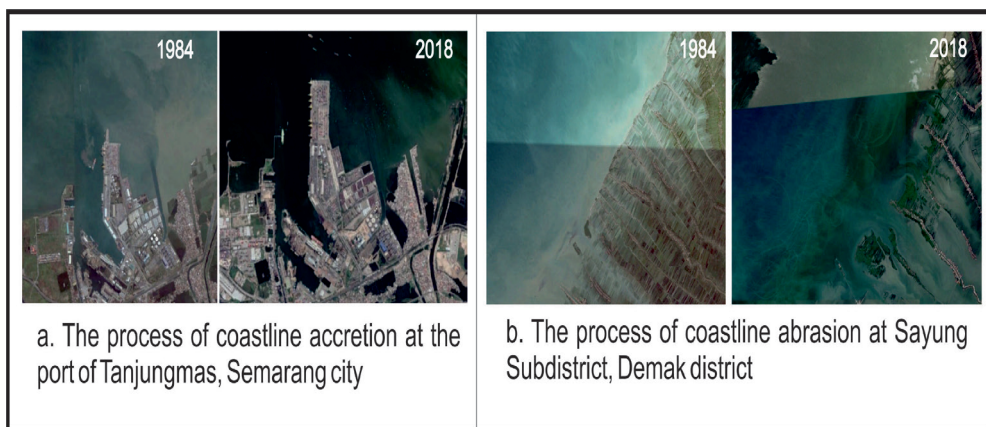 1984
2018
1984
2018
a. The process of coastline accretion at the
port of Tanjungmas, Semarang city
b. The process of coastline abrasion at Sayung
Subdistrict, Demak district